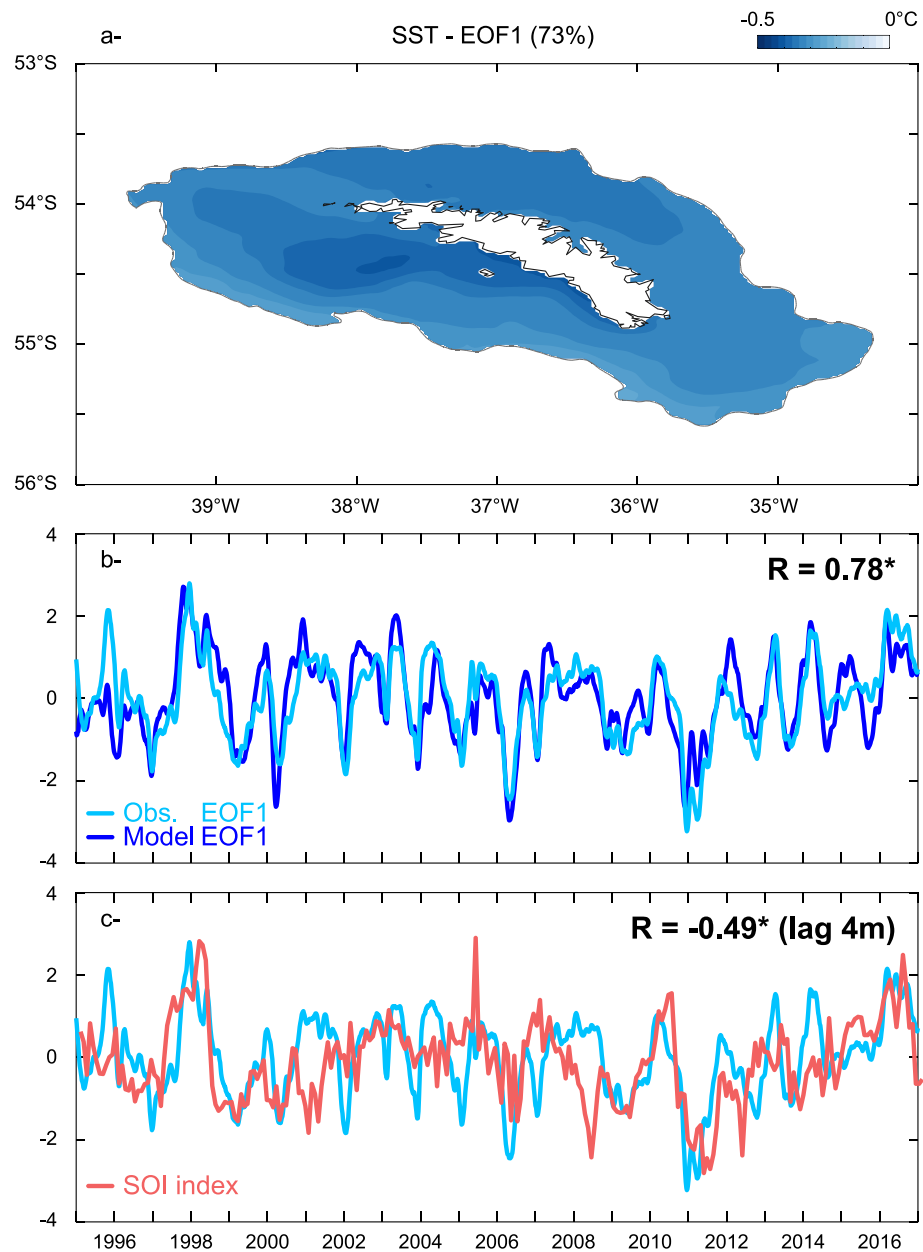 a-
SST - EOF1 (73%)
-0.5 0°C
53°S
54°S
55°S
56°S
39°W 38°W 37°W 36°W 35°W
b-
R = 0.78*
4
2
0
-2
-4
Obs. EOF1
Model EOF1
c-
R = -0.49* (lag 4m)
4
2
0
-2
-4
SOI index
1996 1998 2000 2002 2004 2006 2008 2010 2012 2014 2016